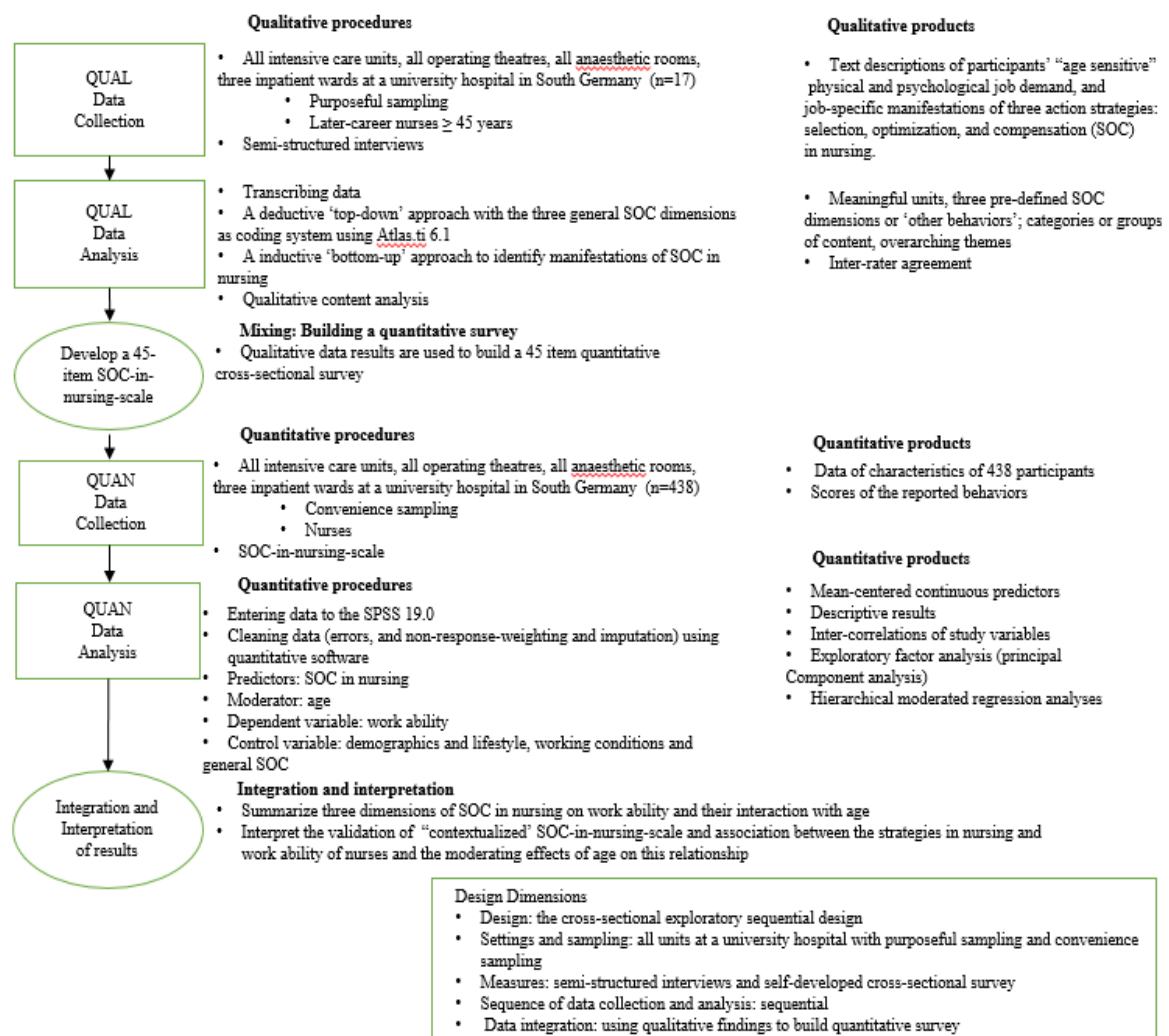 Qualitative procedures
Qualitative products
QUAL
Data
Collection
• All intensive care units, all operating theatres, all anaesthetic rooms,
three inpatient wards at a university hospital in South Germany (n=17)
• Purposeful sampling
• Later-career nurses ≥ 45 years
• Semi-structured interviews
• Text descriptions of participants’ “age sensitive”
physical and psychological job demand, and
job-specific manifestations of three action strategies:
selection, optimization, and compensation (SOC)
in nursing.
QUAL
Data
Analysis
• Transcribing data
• A deductive ‘top-down’ approach with the three general SOC dimensions
as coding system using Atlas.ti 6.1
• A inductive ‘bottom-up’ approach to identify manifestations of SOC in
nursing
• Qualitative content analysis
• Meaningful units, three pre-defined SOC
dimensions or ‘other behaviors’; categories or groups
of content, overarching themes
• Inter-rater agreement
Develop a 45-
item SOC-in-
nursing-scale
Mixing: Building a quantitative survey
• Qualitative data results are used to build a 45 item quantitative
cross-sectional survey
Quantitative procedures
Quantitative products
QUAN
Data
Collection
• All intensive care units, all operating theatres, all anaesthetic rooms,
three inpatient wards at a university hospital in South Germany (n=438)
• Convenience sampling
• Nurses
• SOC-in-nursing-scale
• Data of characteristics of 438 participants
• Scores of the reported behaviors
Quantitative procedures
Quantitative products
QUAN
Data
Analysis
• Entering data to the SPSS 19.0
• Cleaning data (errors, and non-response-weighting and imputation) using
quantitative software
• Predictors: SOC in nursing
• Moderator: age
• Dependent variable: work ability
• Control variable: demographics and lifestyle, working conditions and
general SOC
• Mean-centered continuous predictors
• Descriptive results
• Inter-correlations of study variables
• Exploratory factor analysis (principal
Component analysis)
• Hierarchical moderated regression analyses
Integration and
Interpretation
of results
Integration and interpretation
• Summarize three dimensions of SOC in nursing on work ability and their interaction with age
• Interpret the validation of “contextualized’ SOC-in-nursing-scale and association between the strategies in nursing and
work ability of nurses and the moderating effects of age on this relationship
Design Dimensions
• Design: the cross-sectional exploratory sequential design
• Settings and sampling: all units at a university hospital with purposeful sampling and convenience
sampling
• Measures: semi-structured interviews and self-developed cross-sectional survey
• Sequence of data collection and analysis: sequential
• Data integration: using qualitative findings to build quantitative survey